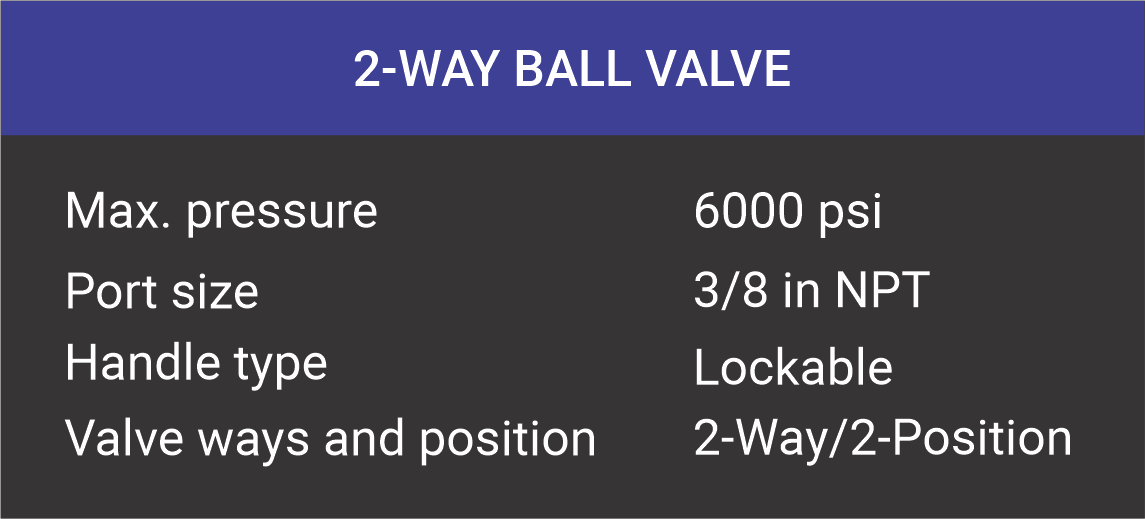 2-WAY BALL VALVE
Max. pressure 6000 psi
Port size 3/8 in NPT
Handle type Lockable
Valve ways and position 2-Way/2-Position